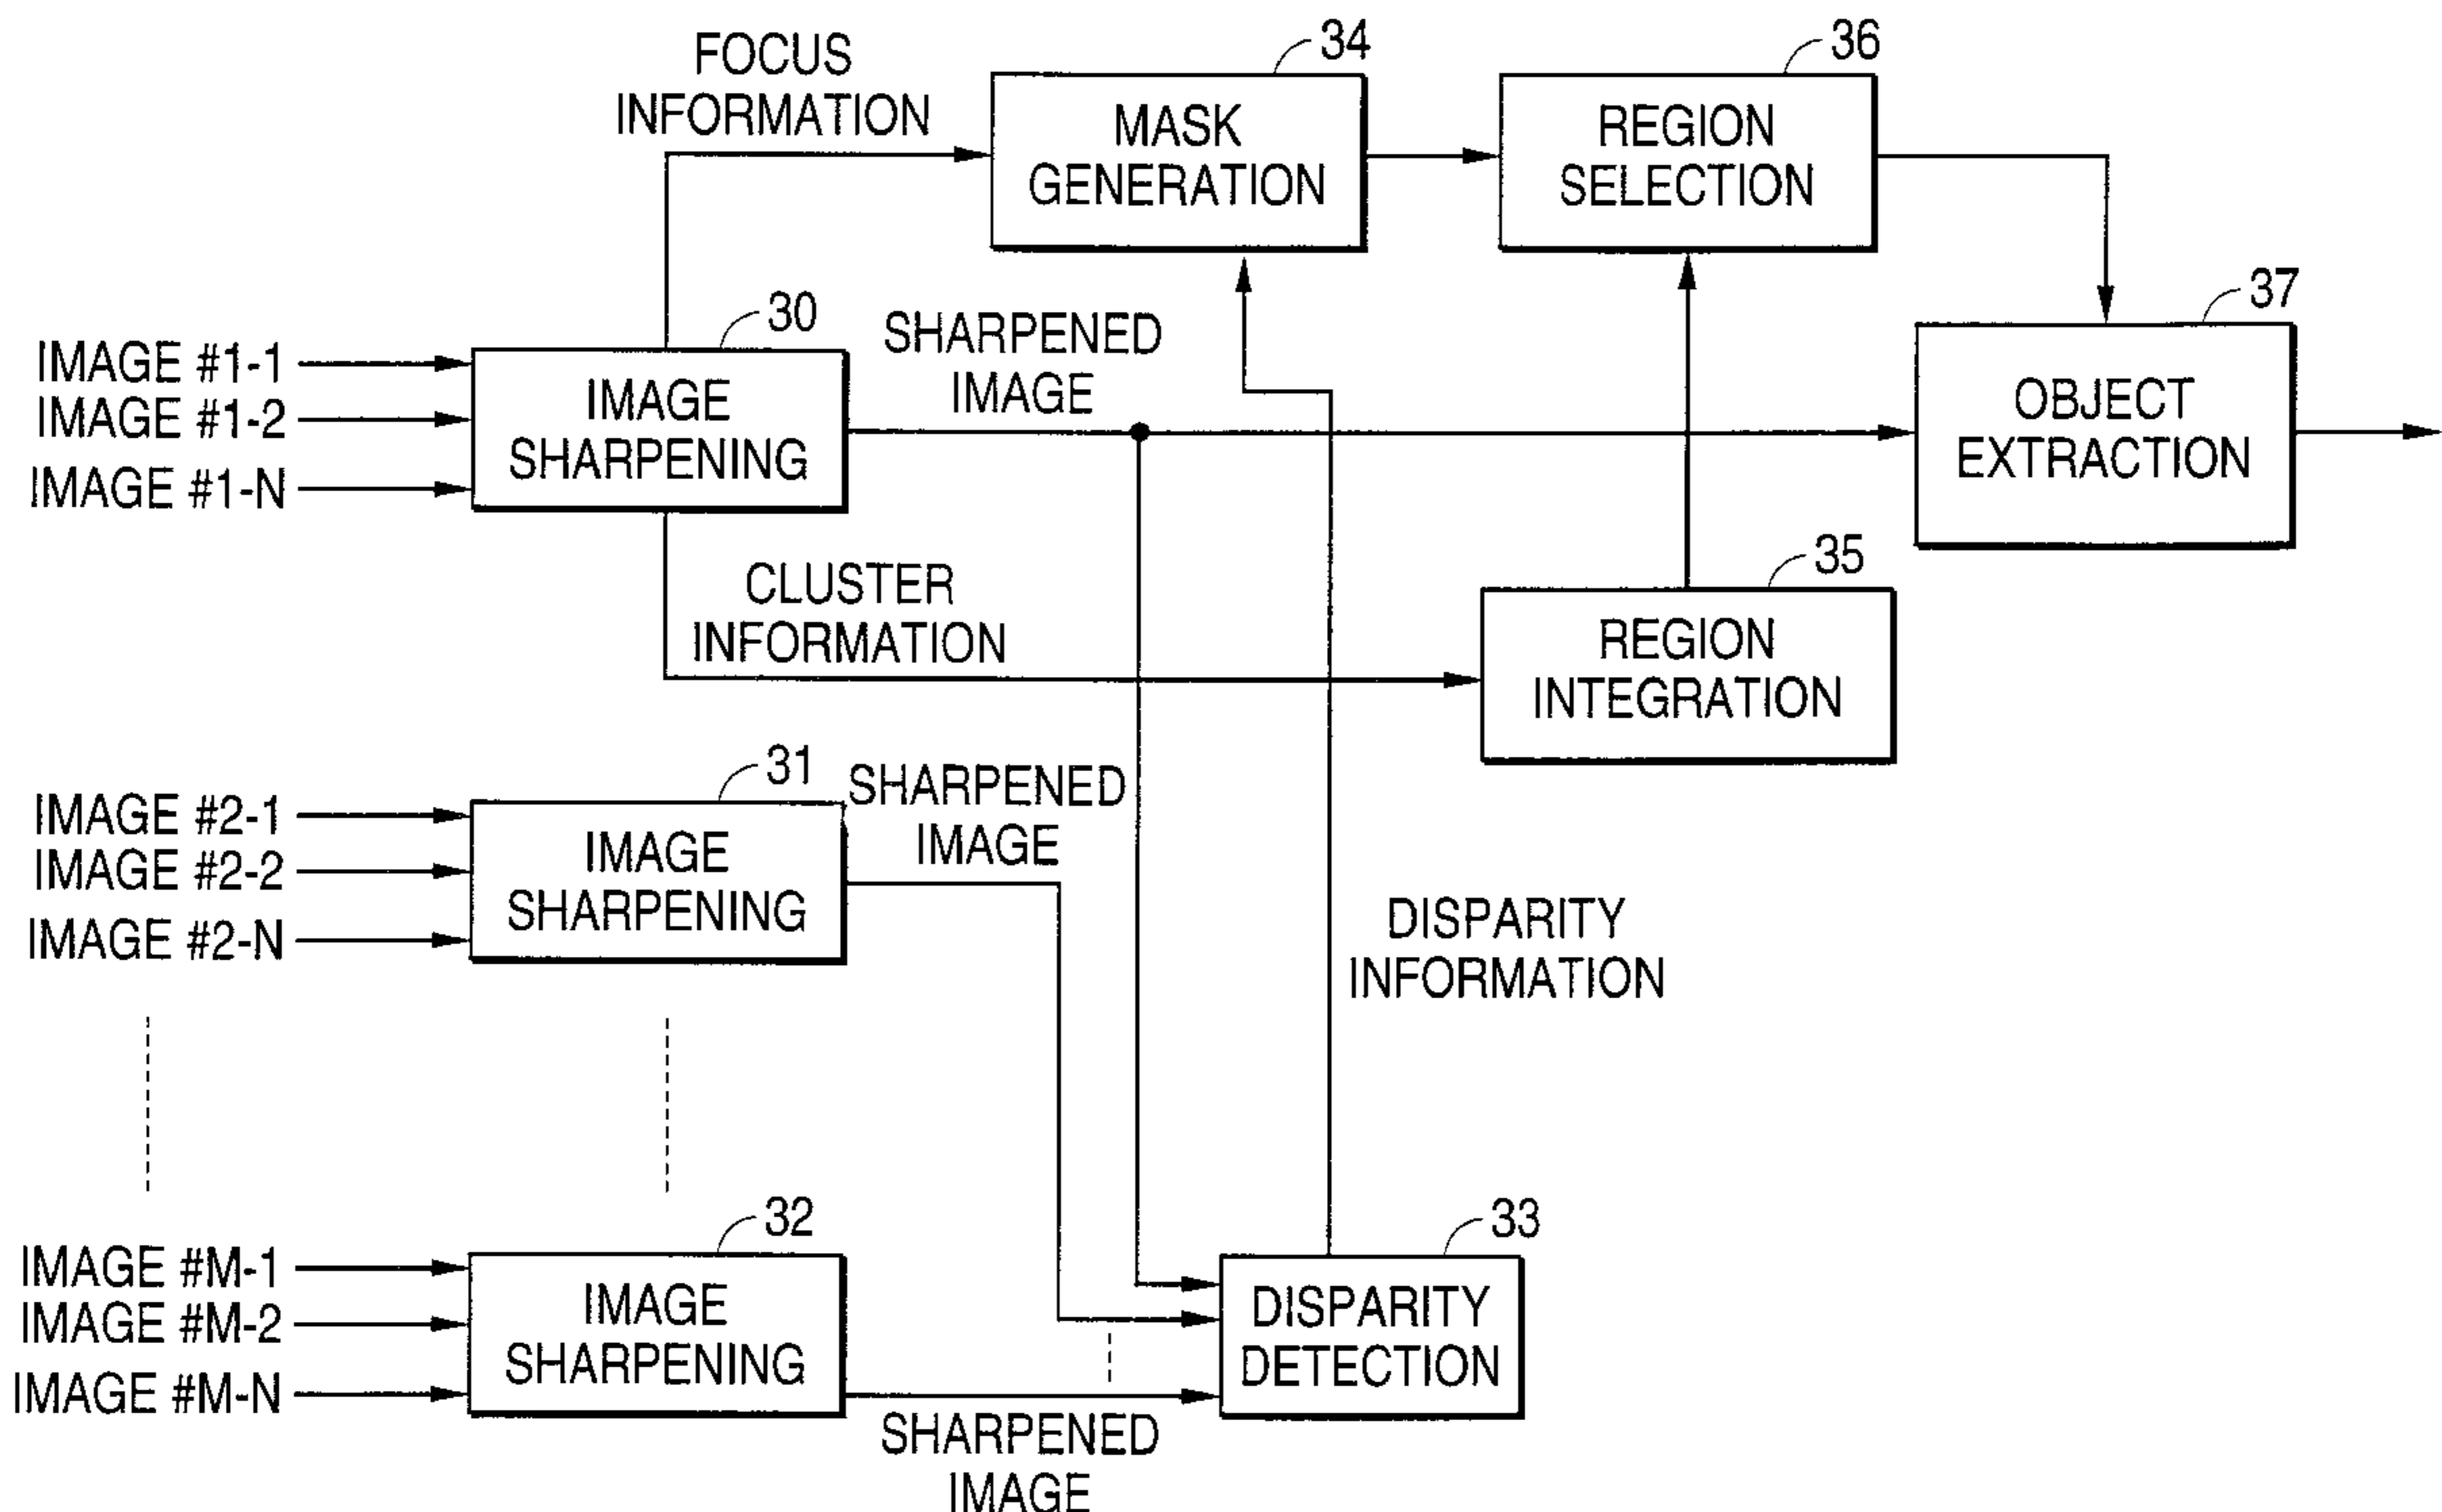 FOCUS
INFORMATION
34
MASK
GENERATION
36
REGION
SELECTION
IMAGE #1-1
IMAGE #1-2
IMAGE #1-N
30
IMAGE
SHARPENING
SHARPENED
IMAGE
37
OBJECT
EXTRACTION
CLUSTER
INFORMATION
35
REGION
INTEGRATION
IMAGE #2-1
IMAGE #2-2
IMAGE #2-N
31
IMAGE
SHARPENING
SHARPENED
IMAGE
DISPARITY
INFORMATION
IMAGE #M-1
IMAGE #M-2
IMAGE #M-N
32
IMAGE
SHARPENING
SHARPENED
IMAGE
33
DISPARITY
DETECTION